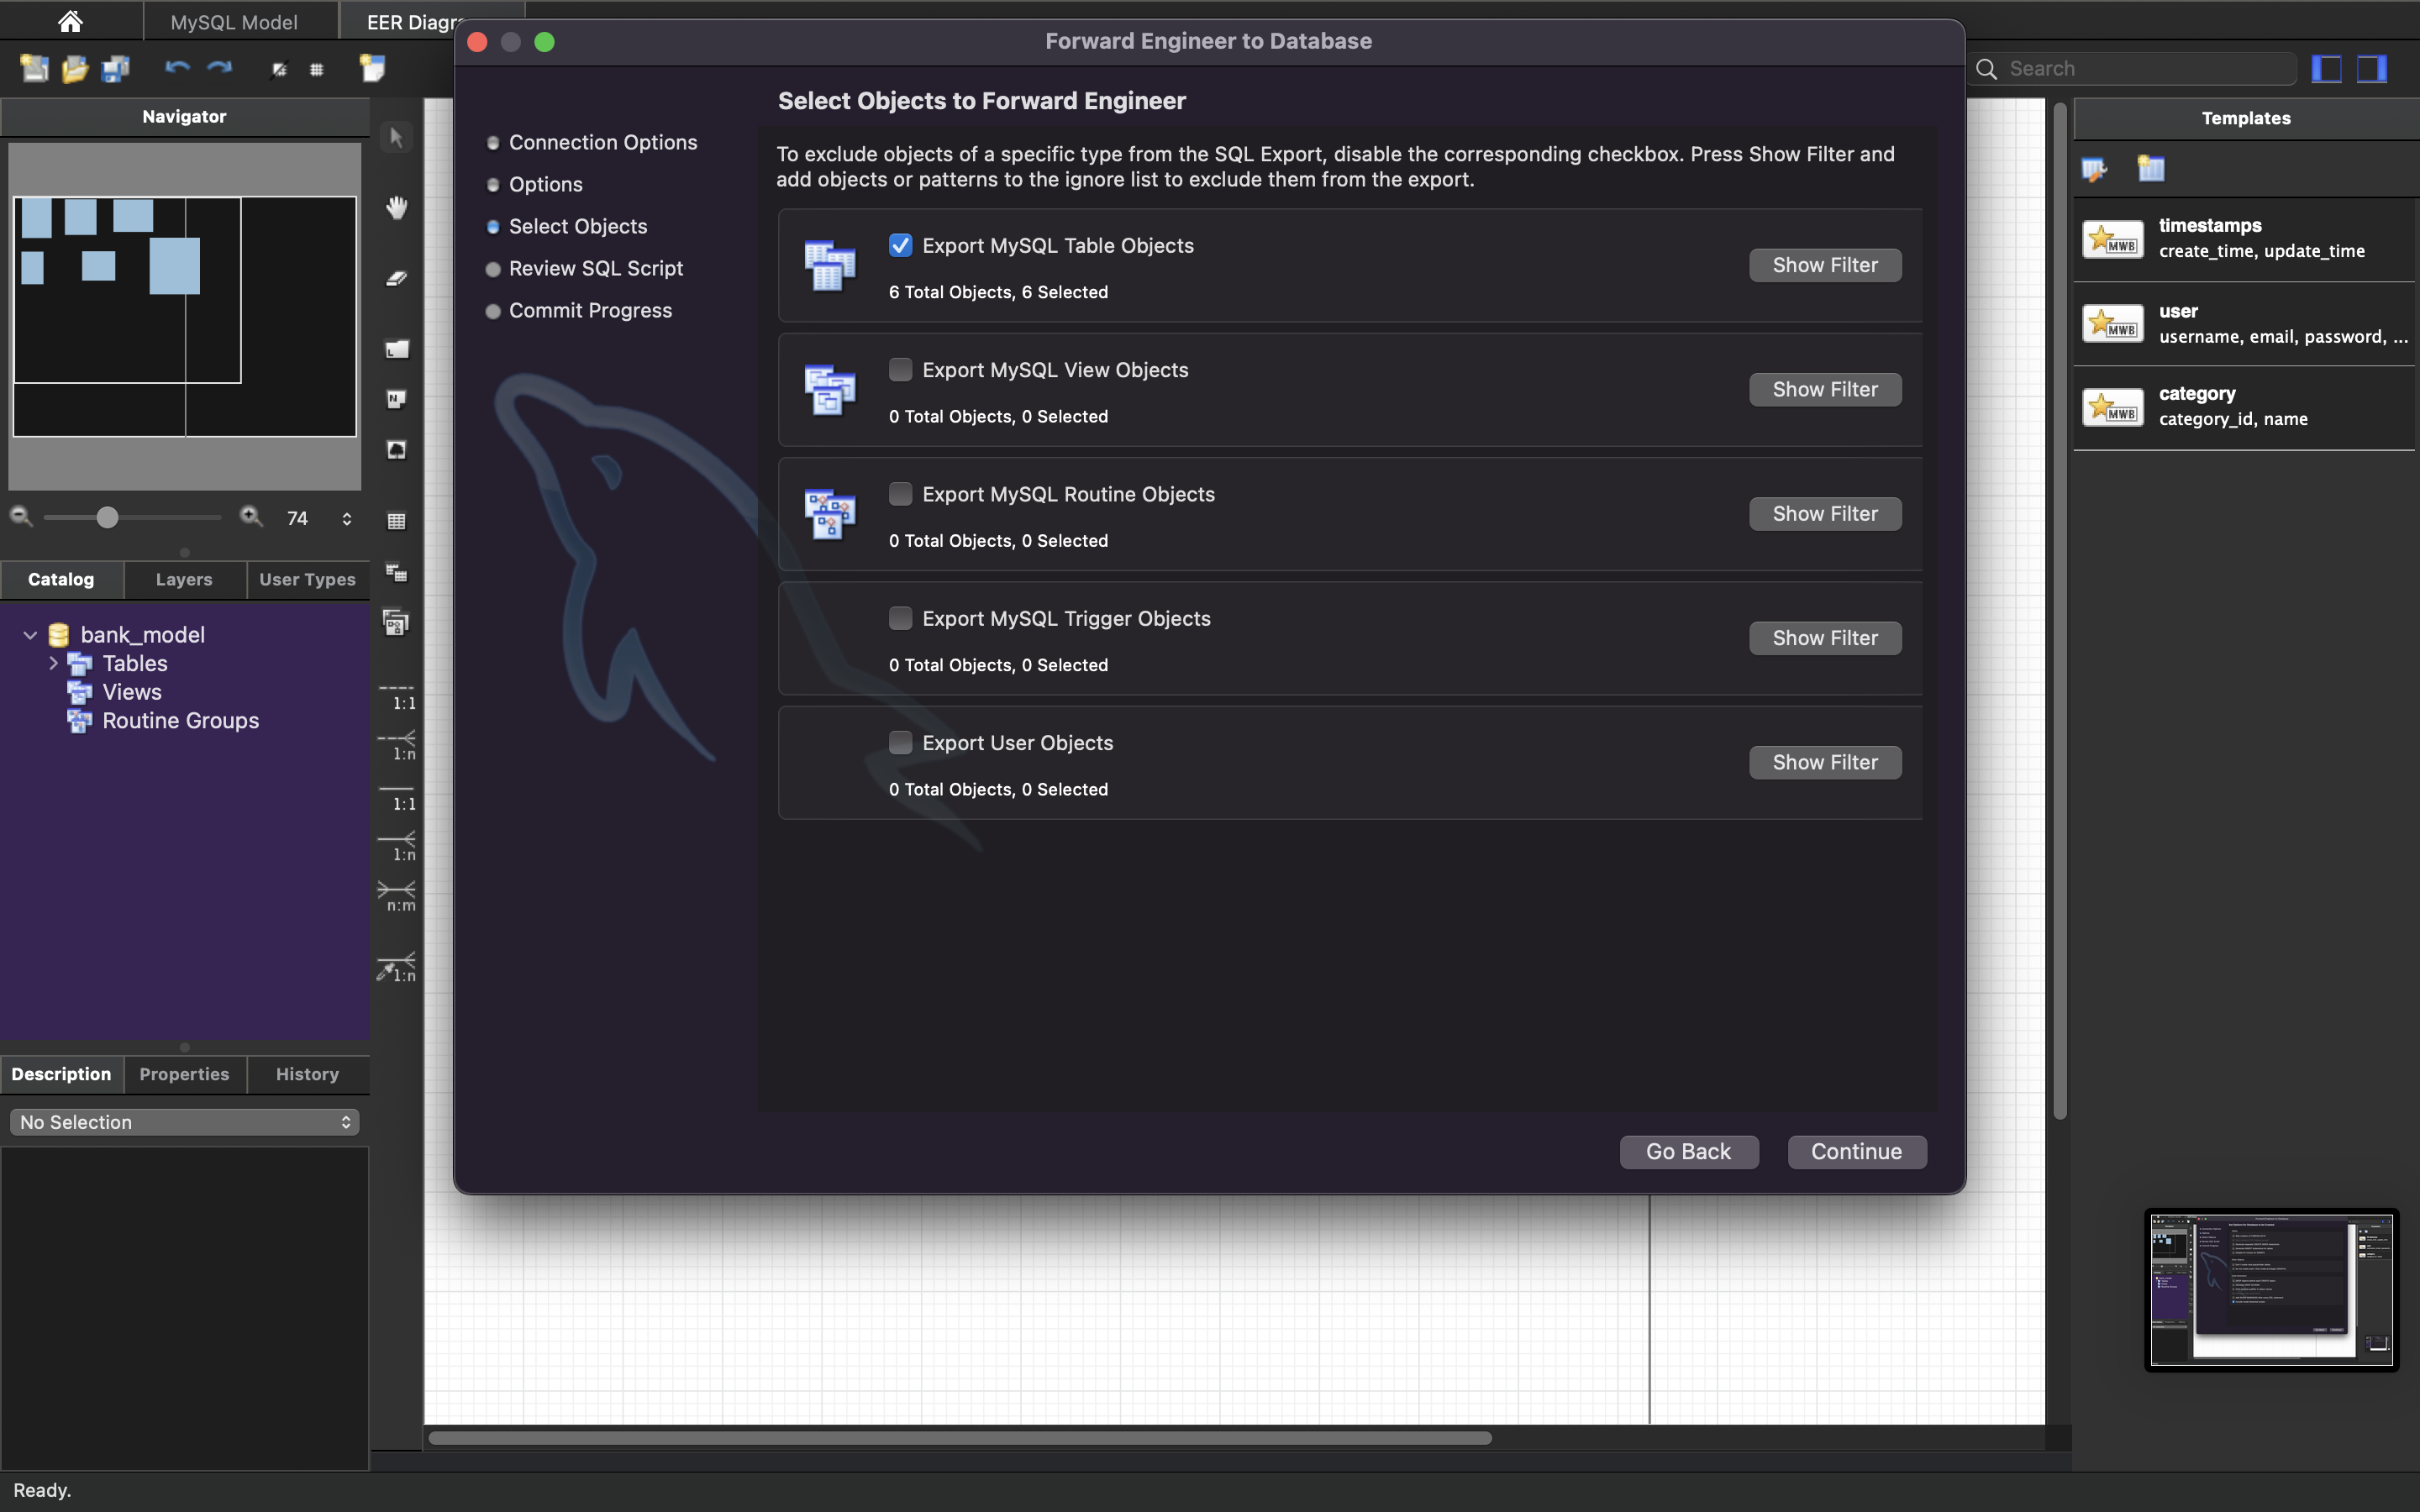 MySQL Model
EER Diagr
Forward Engineer to Database
Search
Navigator
Select Objects to Forward Engineer
Templates
Connection Options
Options
Select Objects
Review SQL Script
Commit Progress
To exclude objects of a specific type from the SQL Export, disable the corresponding checkbox. Press Show Filter and
add objects or patterns to the ignore list to exclude them from the export.
Export MySQL Table Objects
6 Total Objects, 6 Selected
Show Filter
Export MySQL View Objects
0 Total Objects, 0 Selected
Show Filter
Export MySQL Routine Objects
0 Total Objects, 0 Selected
Show Filter
Export MySQL Trigger Objects
0 Total Objects, 0 Selected
Show Filter
Export User Objects
0 Total Objects, 0 Selected
Show Filter
Go Back
Continue
MWB
timestamps
create_time, update_time
MWB
user
username, email, password, ...
MWB
category
category_id, name
74
Catalog
Layers
User Types
bank_model
Tables
Views
Routine Groups
L
N
1:1
1:n
1:1
1:n
n:m
1:n
Description
Properties
History
No Selection
Ready.